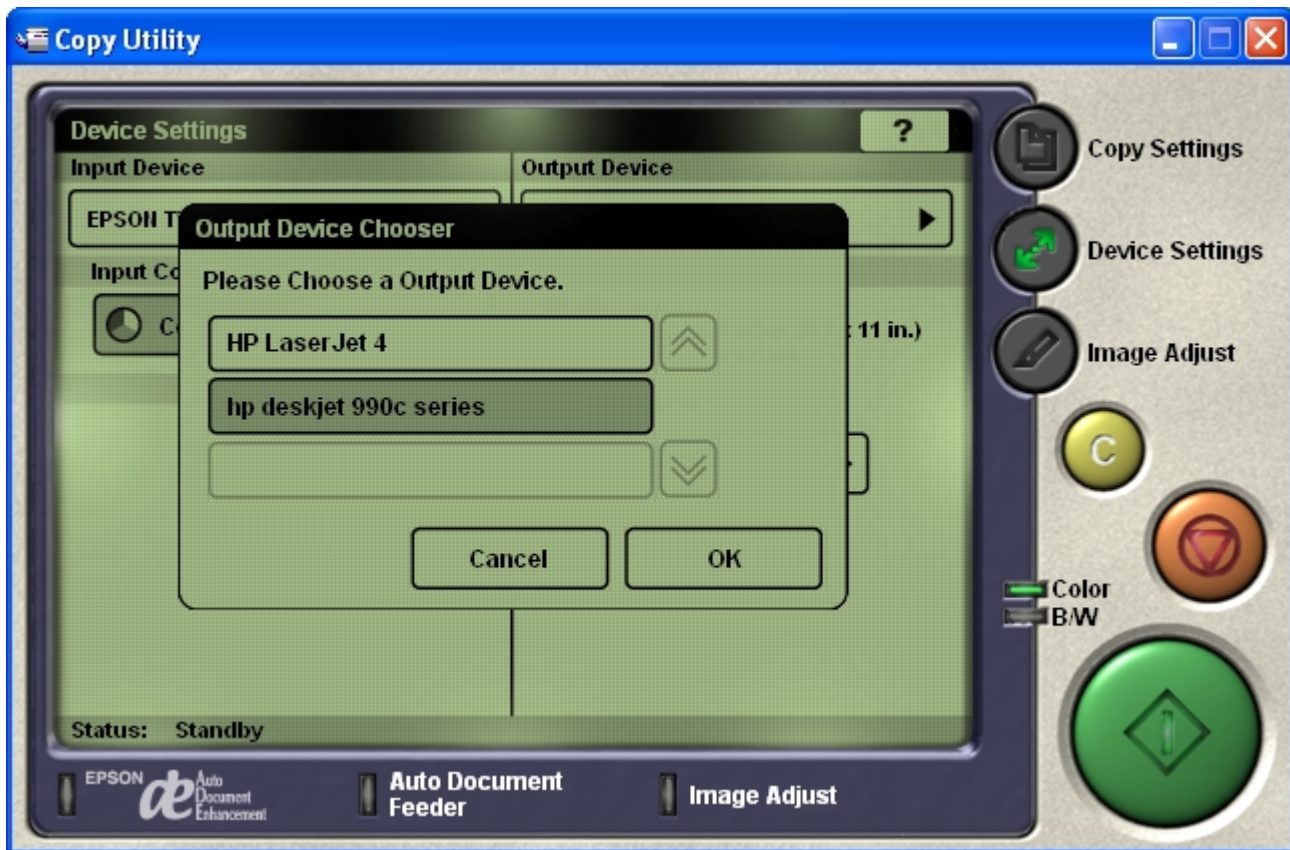 Copy Utility
Device Settings
?
Input Device
Output Device
EPSON T
Input Co
Output Device Chooser
Please Choose a Output Device.
HP LaserJet 4
hp deskjet 990c series
11 in.)
Cancel
OK
Status: Standby
Copy Settings
Device Settings
Image Adjust
C
Color
B/W
EPSON
Auto
Document
Enhancement
Auto Document
Feeder
Image Adjust